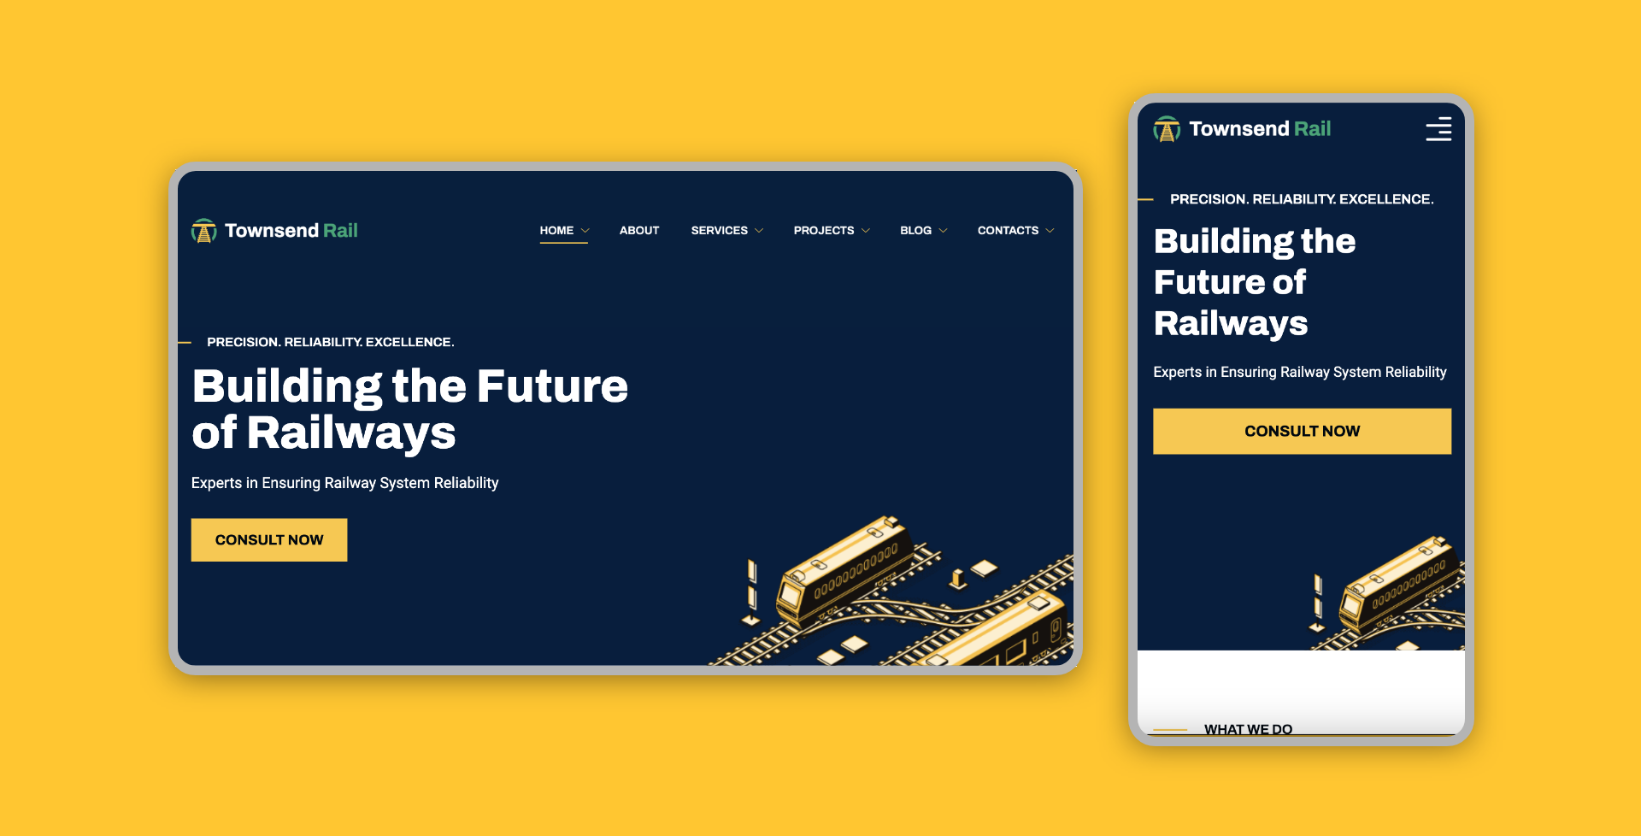 Townsend Rail
HOME ABOUT SERVICES PROJECTS BLOG CONTACTS
PRECISION. RELIABILITY. EXCELLENCE.
Building the Future
of Railways
Experts in Ensuring Railway System Reliability
CONSULT NOW
Townsend Rail
PRECISION. RELIABILITY. EXCELLENCE.
Building the
Future of
Railways
Experts in Ensuring Railway System Reliability
CONSULT NOW
WHAT WE DO